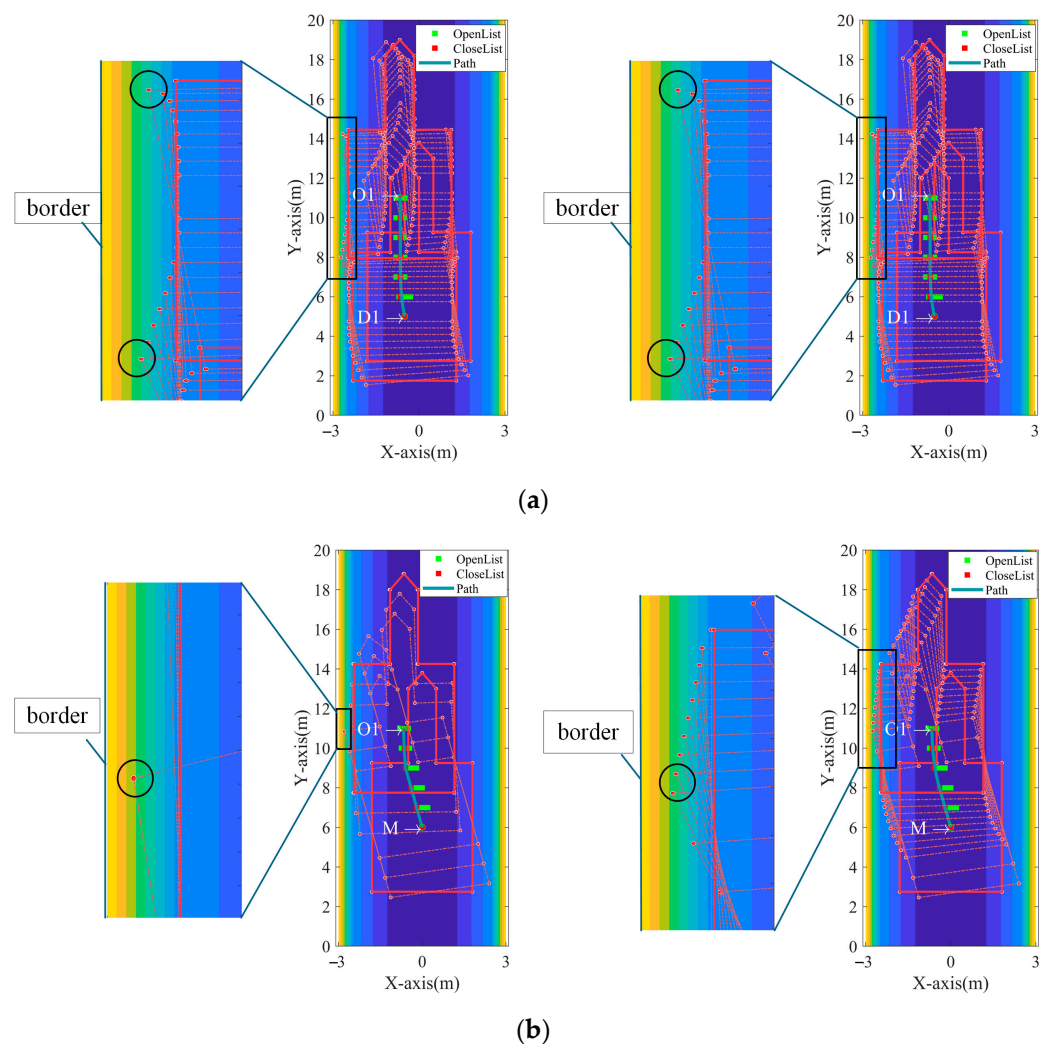 20
18
16
14
12
10
8
6
4
2
0
Y-axis(m)
−3
0
3
X-axis(m)
OpenList
CloseList
Path
O1
D1
border
20
18
16
14
12
10
8
6
4
2
0
Y-axis(m)
−3
0
3
X-axis(m)
OpenList
CloseList
Path
O1
D1
border
(a)
20
18
16
14
12
10
8
6
4
2
0
Y-axis(m)
−3
0
3
X-axis(m)
OpenList
CloseList
Path
O1
M
border
20
18
16
14
12
10
8
6
4
2
0
Y-axis(m)
−3
0
3
X-axis(m)
OpenList
CloseList
Path
O1
M
border
(b)